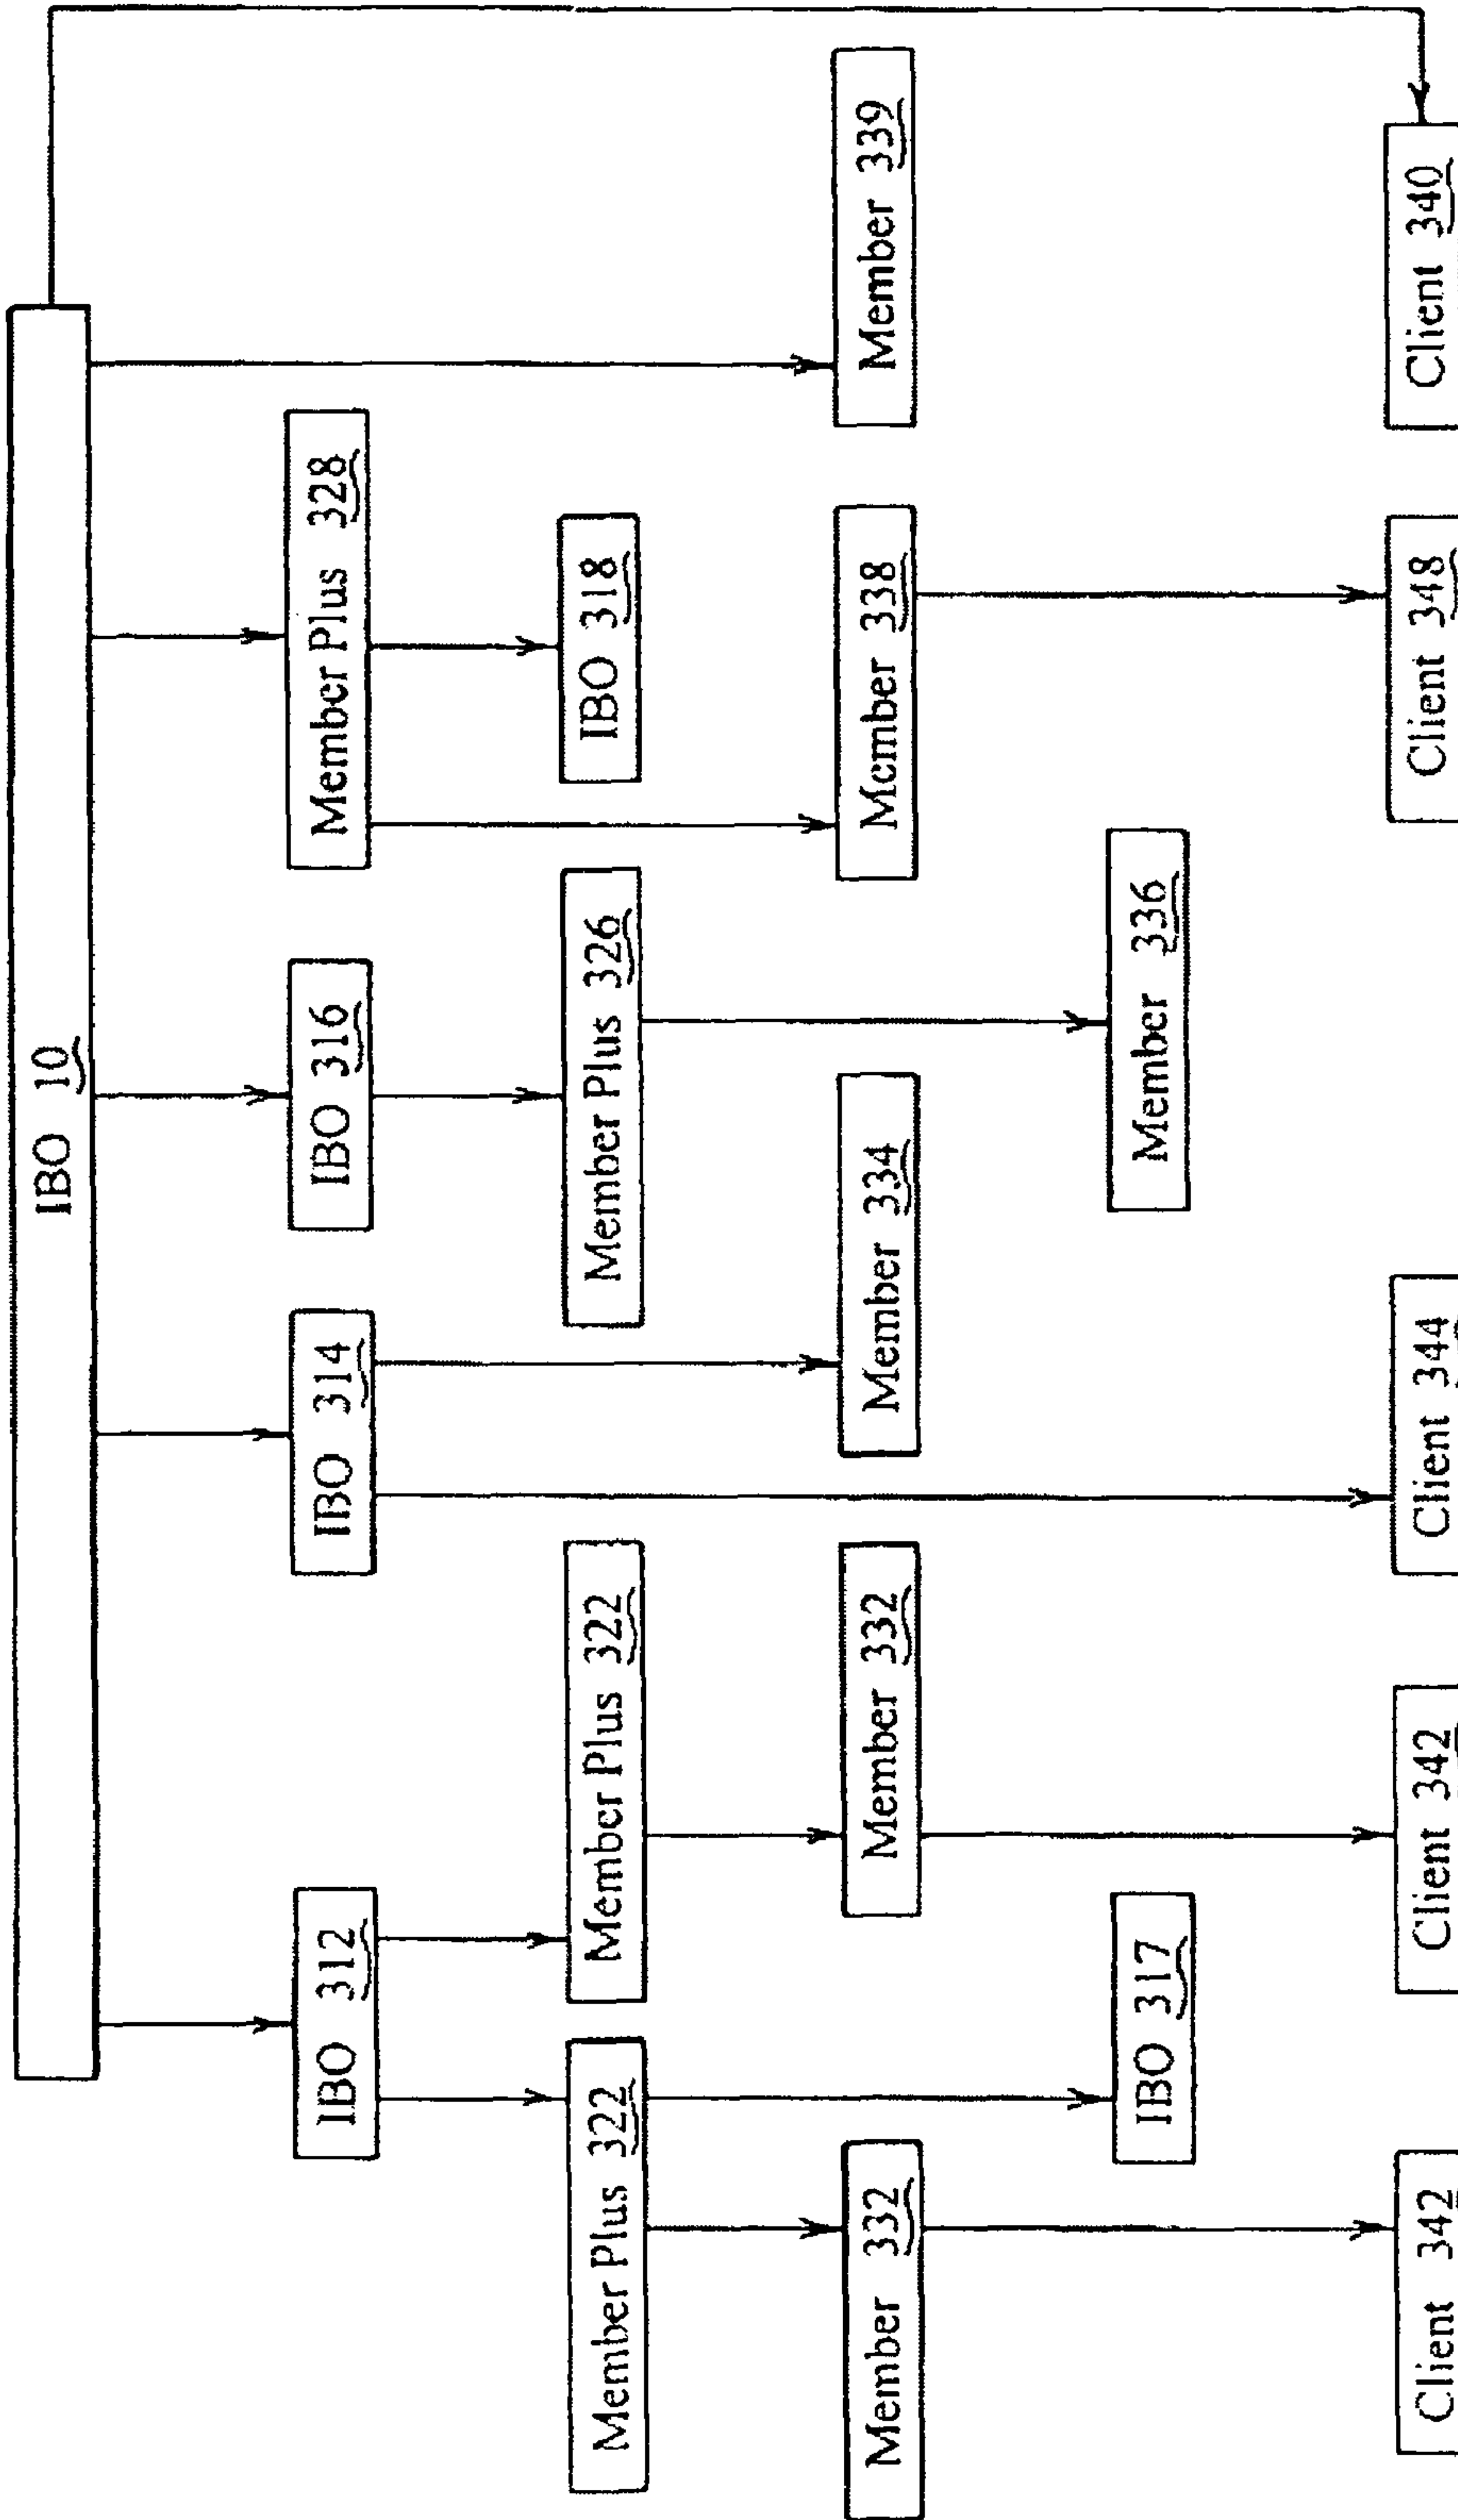 IBO 10
IBO 312
IBO 314
IBO 316
Member Plus 328
Member Plus 322
Member Plus 322
Member Plus 326
IBO 318
Member 332
Member 332
Member 334
Member 338
Member 339
IBO 317
Member 336
Client 342
Client 342
Client 344
Client 348
Client 340